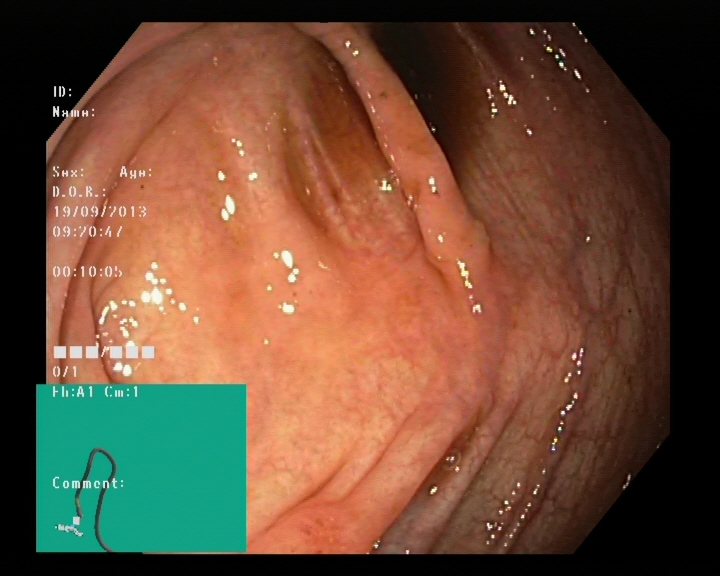 ID:
Name:
Sex: Age:
D.O.B.:
19/09/2013
09:20:47
00:10:05
0/1
Eh:A1 Cm:1
Comment: